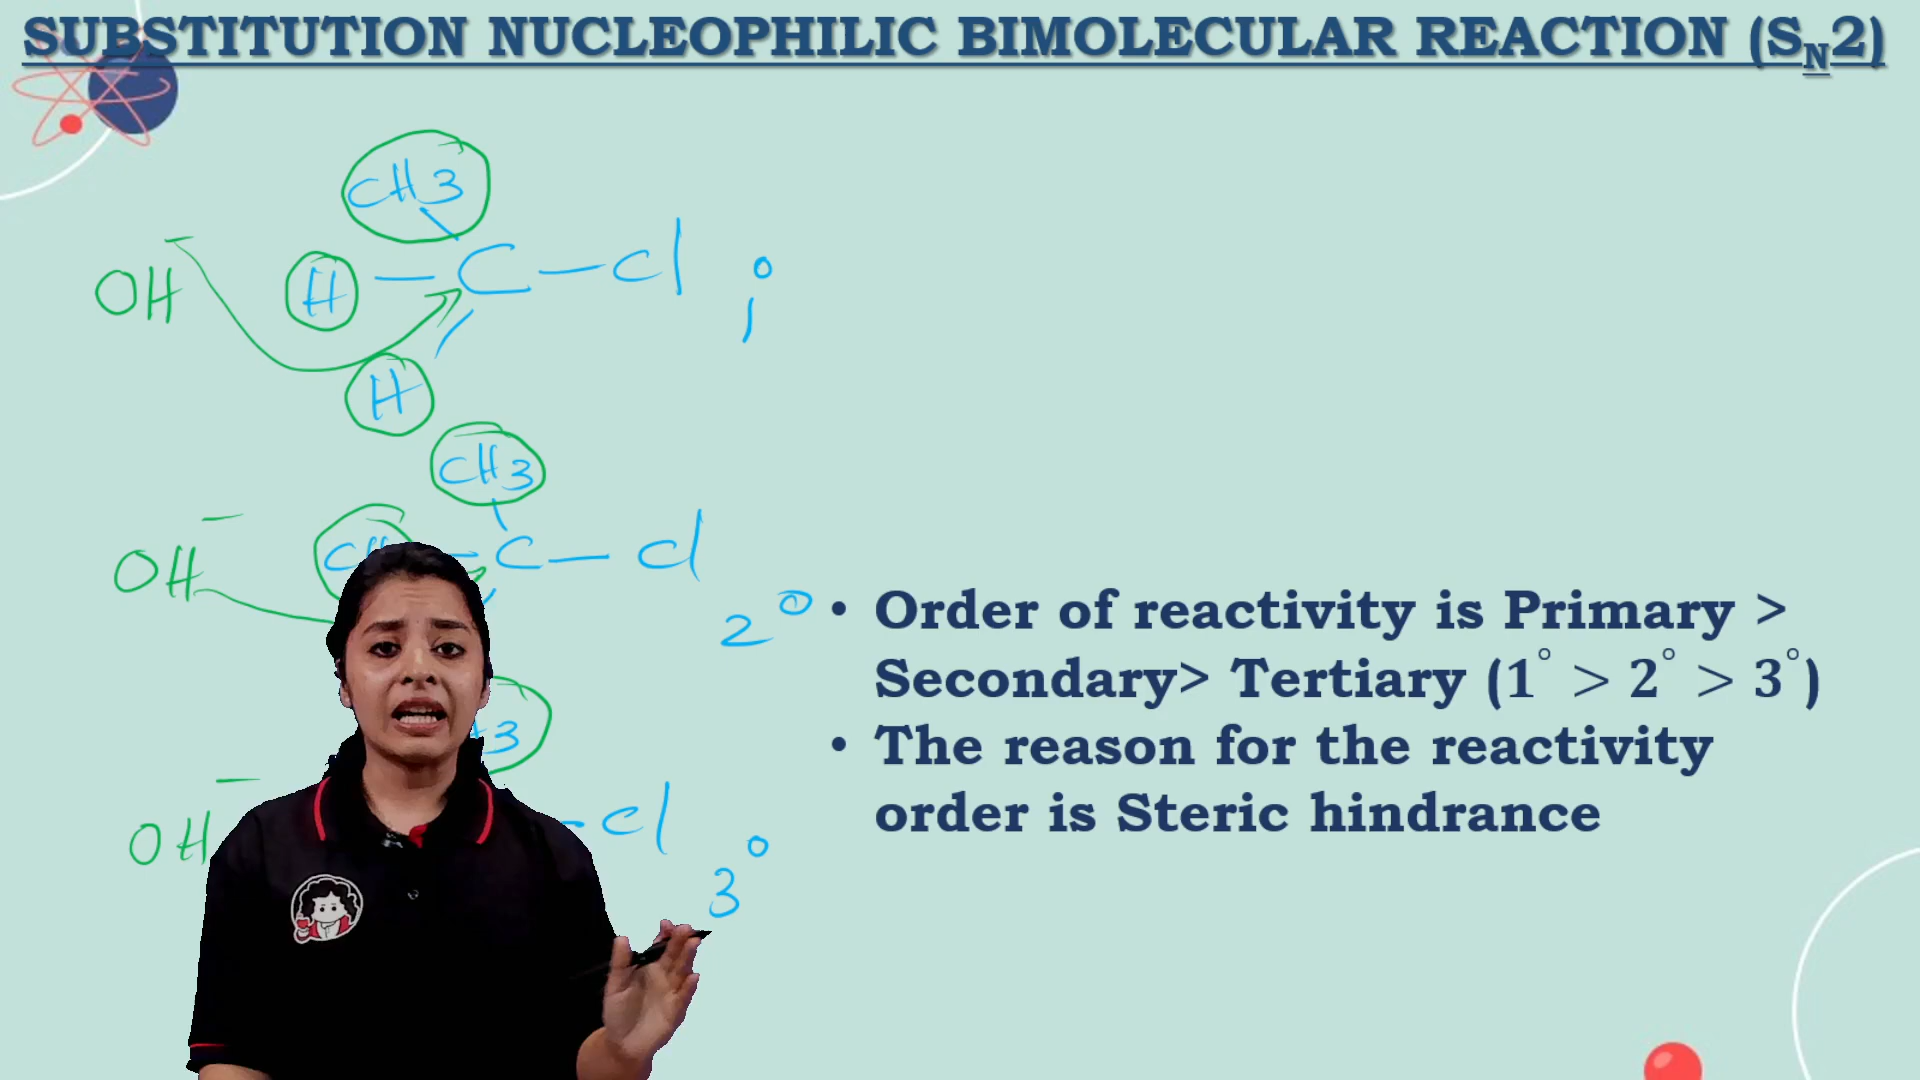 SUBSTITUTION NUCLEOPHILIC BIMOLECULAR REACTION (SN2)
CH3
OH H C Cl 1°
H
CH3
OH C Cl
2°
OH Cl
3°
• Order of reactivity is Primary >
Secondary> Tertiary (1° > 2° > 3°)
• The reason for the reactivity
order is Steric hindrance